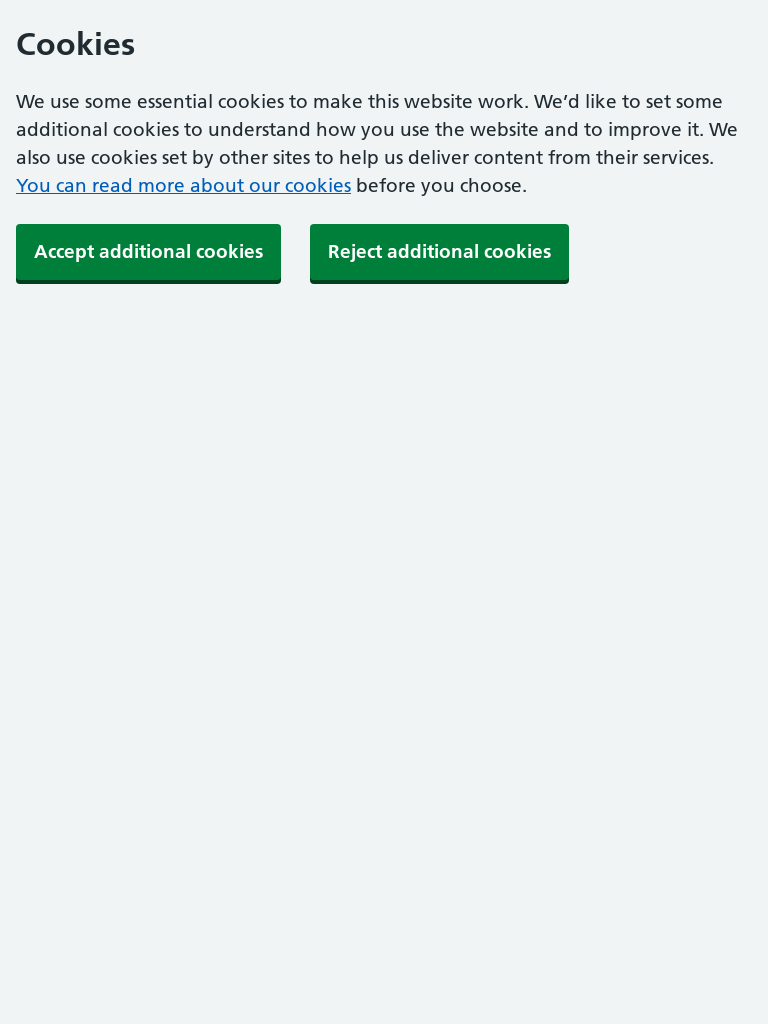 Cookies
We use some essential cookies to make this website work. We’d like to set some
additional cookies to understand how you use the website and to improve it. We
also use cookies set by other sites to help us deliver content from their services.
You can read more about our cookies before you choose.
Accept additional cookies
Reject additional cookies